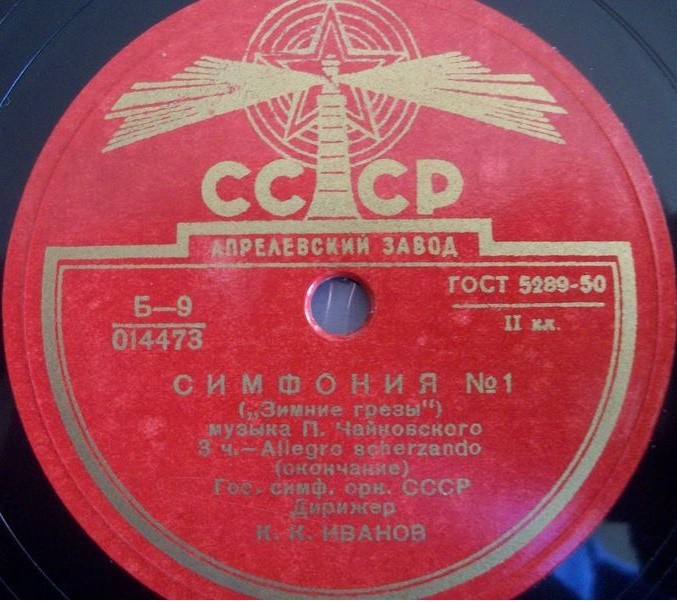 СССР
АПРЕЛЕВСКИЙ ЗАВОД
Б—9
014473
ГОСТ 5289-50
II кл.
СИМФОНИЯ №1
(„Зимние грезы“)
музыка П. Чайковского
3 ч.—Allegro scherzando
(окончание)
Гос. симф. орк. СССР
Дирижер
К. К. ИВАНОВ